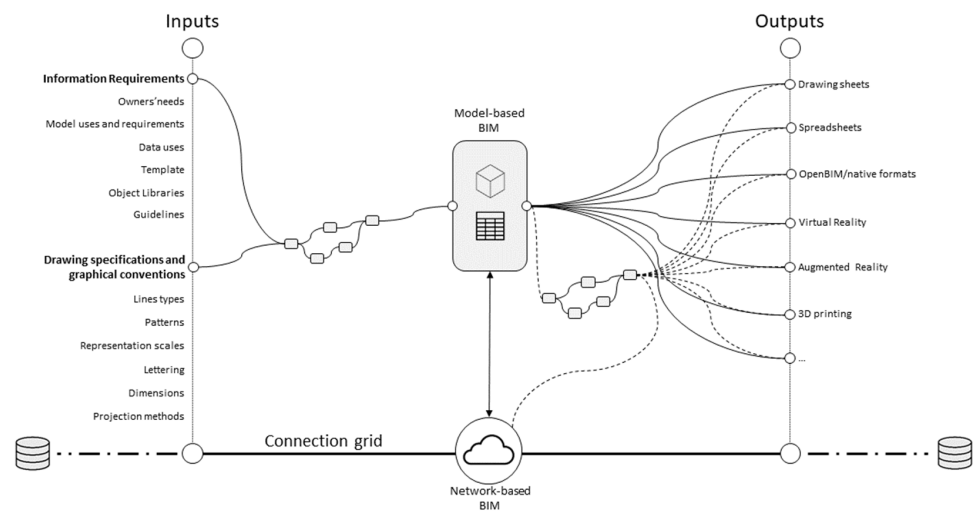 Inputs
Outputs
Information Requirements
Owners'needs
Model uses and requirements
Data uses
Template
Object Libraries
Guidelines
Drawing specifications and
graphical conventions
Lines types
Patterns
Representation scales
Lettering
Dimensions
Projection methods
Model-based
BIM
Drawing sheets
Spreadsheets
OpenBIM/native formats
Virtual Reality
Augmented Reality
3D printing
...
Connection grid
Network-based
BIM